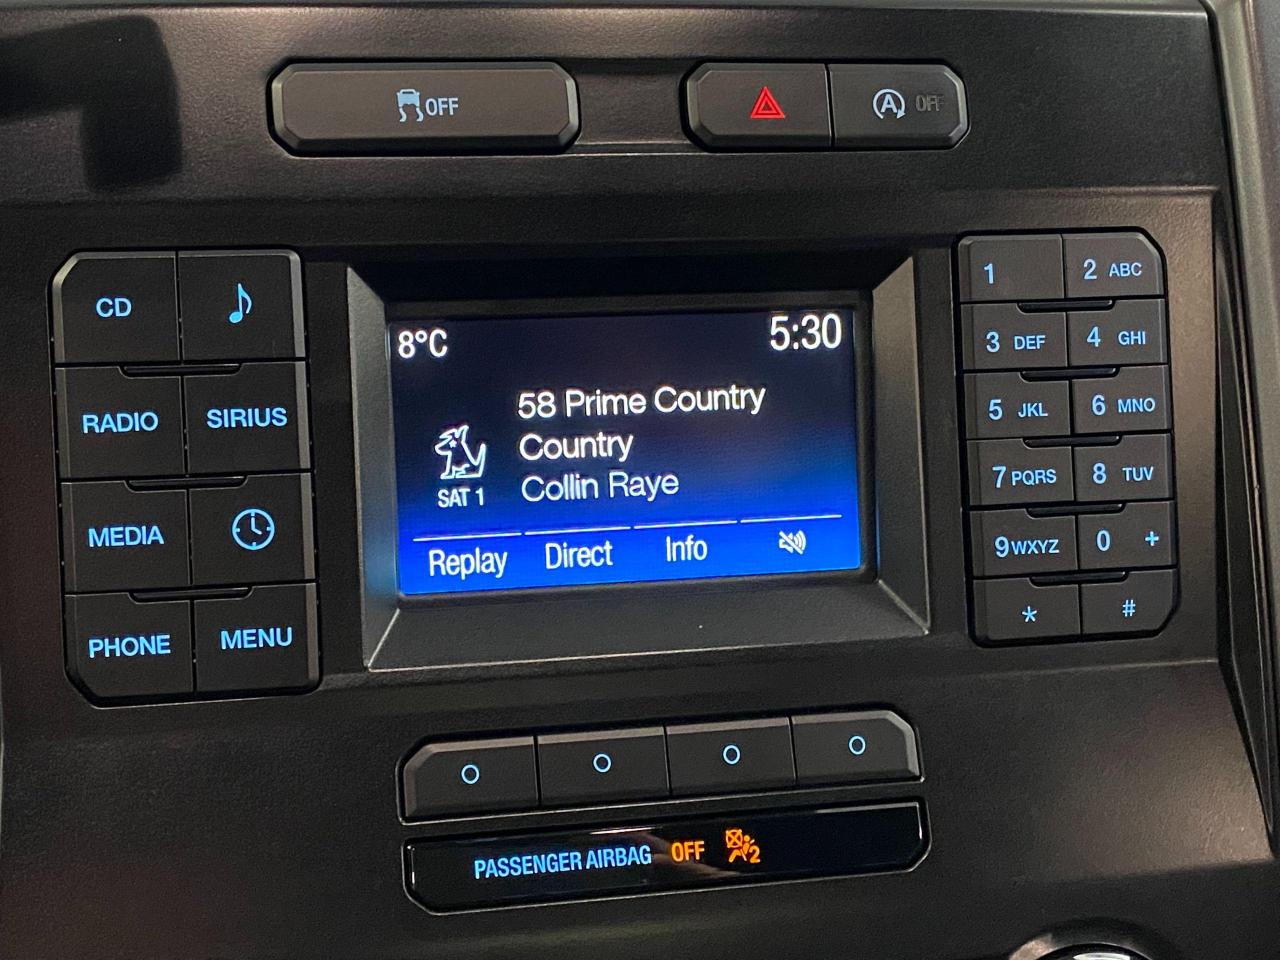 OFF
A OFF
CD
RADIO
SIRIUS
MEDIA
PHONE
MENU
8°C
5:30
58 Prime Country
Country
Collin Raye
SAT 1
Replay
Direct
Info
1
2 ABC
3 DEF
4 GHI
5 JKL
6 MNO
7 PQRS
8 TUV
9 WXYZ
0 +
*
#
PASSENGER AIRBAG OFF 2